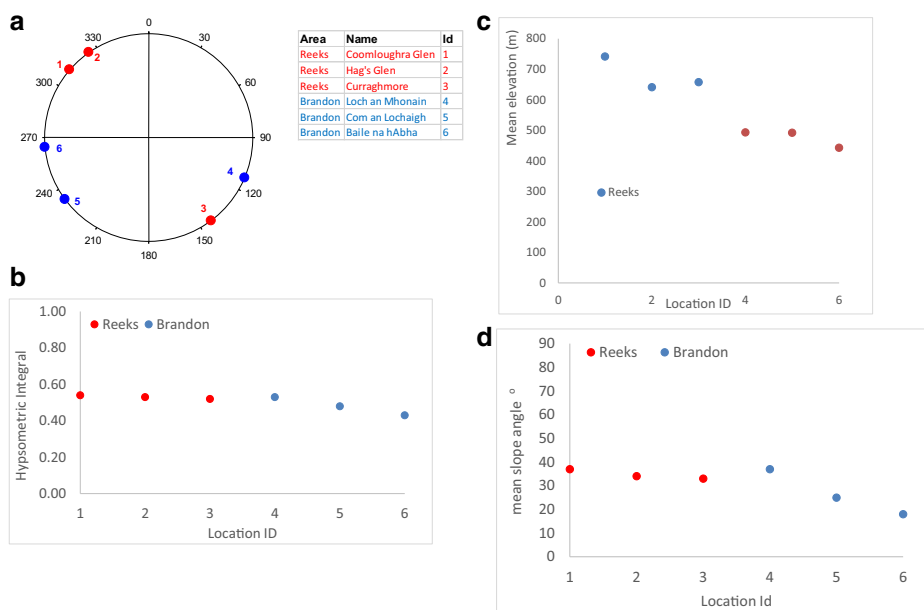 a
0
30
60
90
120
150
180
210
240
270
300
330
1
2
3
4
5
6
Area Name Id
Reeks Coomloughra Glen 1
Reeks Hag's Glen 2
Reeks Curraghmore 3
Brandon Loch an Mhonain 4
Brandon Com an Lochaigh 5
Brandon Baile na hAbha 6
b
Reeks Brandon
Hypsometric Integral
1.00
0.80
0.60
0.40
0.20
0.00
1 2 3 4 5 6
Location ID
c
Mean elevation (m)
800
700
600
500
400
300
200
100
0
Reeks
0 2 4 6
Location ID
d
Reeks Brandon
mean slope angle °
90
80
70
60
50
40
30
20
10
0
1 2 3 4 5 6
Location Id